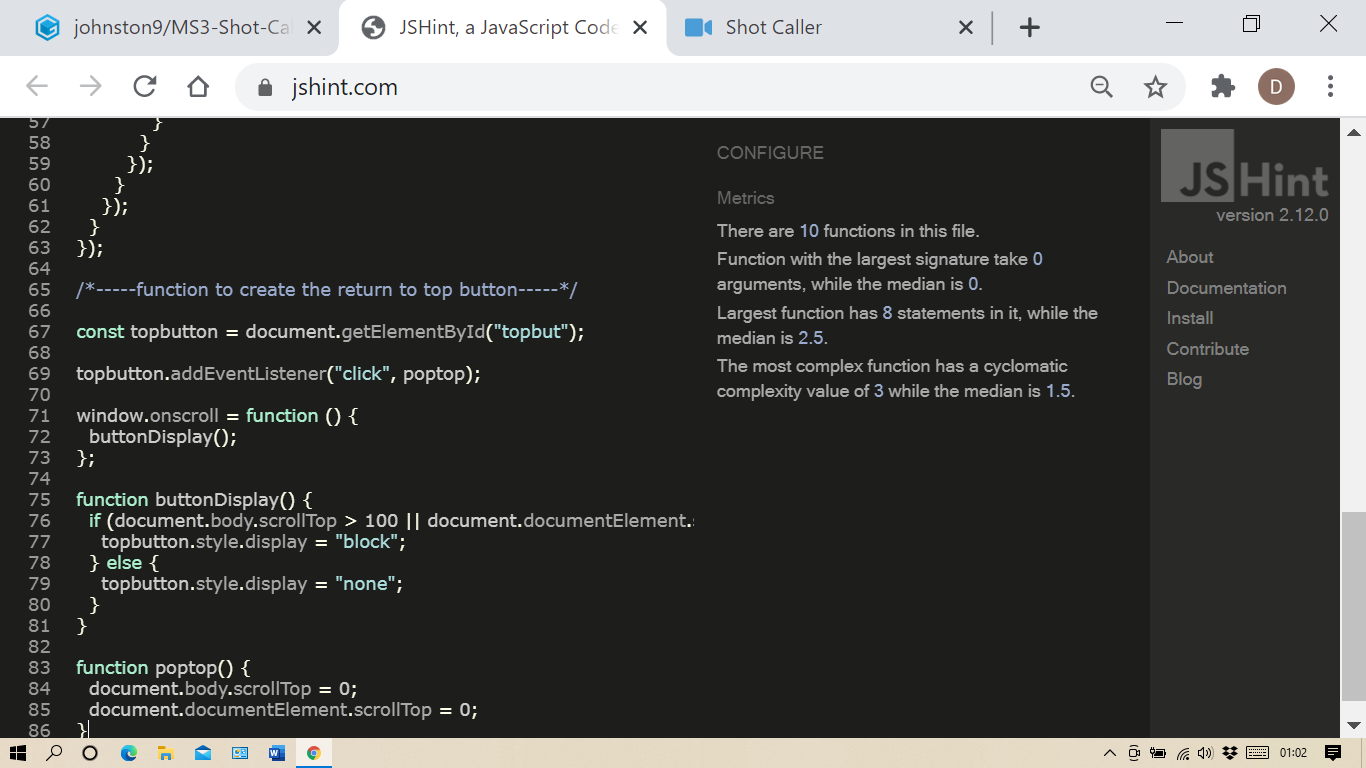 johnston9/MS3-Shot-Ca
JSHint, a JavaScript Code
Shot Caller
jshint.com
D
57 }
58 }
59 });
60 }
61 });
62 }
63 });
64
65 /*-----function to create the return to top button-----*/
66
67 const topbutton = document.getElementById("topbut");
68
69 topbutton.addEventListener("click", poptop);
70
71 window.onscroll = function () {
72 buttonDisplay();
73 };
74
75 function buttonDisplay() {
76 if (document.body.scrollTop > 100 || document.documentElement.
77 topbutton.style.display = "block";
78 } else {
79 topbutton.style.display = "none";
80 }
81 }
82
83 function poptop() {
84 document.body.scrollTop = 0;
85 document.documentElement.scrollTop = 0;
86 }
CONFIGURE
Metrics
There are 10 functions in this file.
Function with the largest signature take 0
arguments, while the median is 0.
Largest function has 8 statements in it, while the
median is 2.5.
The most complex function has a cyclomatic
complexity value of 3 while the median is 1.5.
JSHint
version 2.12.0
About
Documentation
Install
Contribute
Blog
01:02